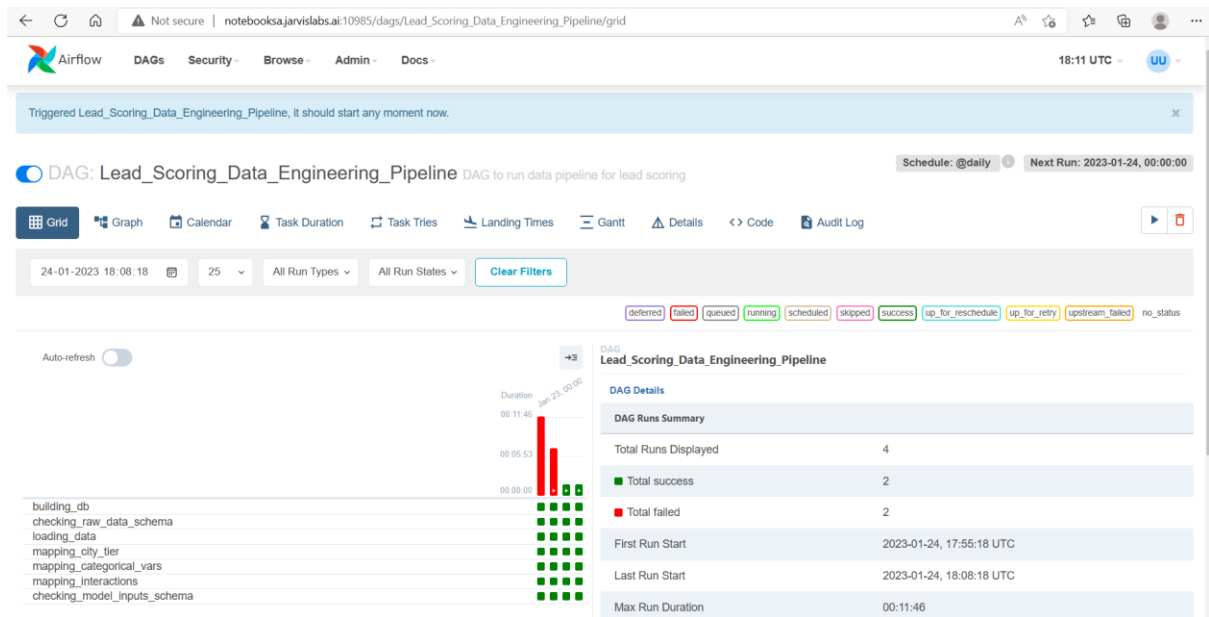 Not secure | notebooksa.jarvislabs.ai:10985/dags/Lead_Scoring_Data_Engineering_Pipeline/grid
Airflow DAGs Security Browse Admin Docs 18:11 UTC UU
Triggered Lead_Scoring_Data_Engineering_Pipeline, it should start any moment now. ×
Schedule: @daily Next Run: 2023-01-24, 00:00:00
DAG: Lead_Scoring_Data_Engineering_Pipeline DAG to run data pipeline for lead scoring
Grid Graph Calendar Task Duration Task Tries Landing Times Gantt Details <> Code Audit Log
24-01-2023 18:08:18 25 All Run Types All Run States Clear Filters
deferred failed queued running scheduled skipped success up_for_reschedule up_for_retry upstream_failed no_status
Auto-refresh
Duration Jan 23, 00:00
00:11:46
00:05:53
00:00:00
building_db
checking_raw_data_schema
loading_data
mapping_city_tier
mapping_categorical_vars
mapping_interactions
checking_model_inputs_schema
DAG
Lead_Scoring_Data_Engineering_Pipeline
DAG Details
DAG Runs Summary
Total Runs Displayed 4
Total success 2
Total failed 2
First Run Start 2023-01-24, 17:55:18 UTC
Last Run Start 2023-01-24, 18:08:18 UTC
Max Run Duration 00:11:46